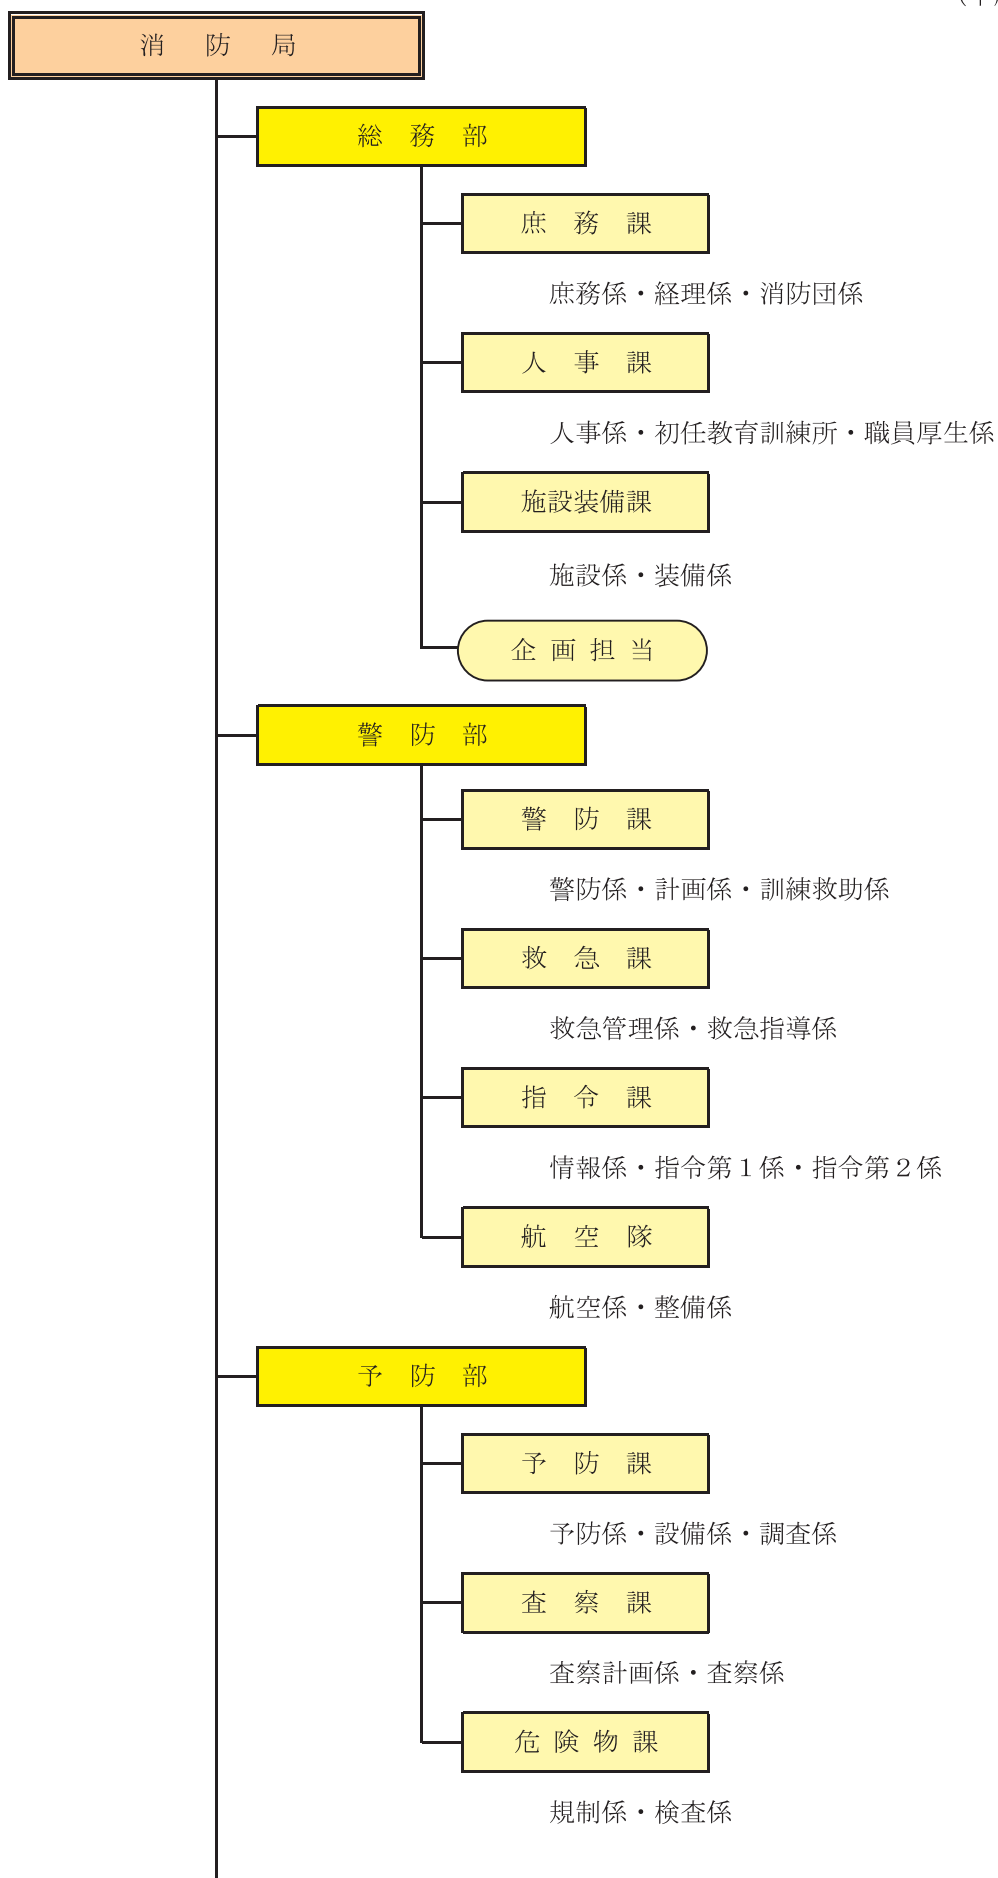 消　防　局
総　務　部
庶　務　課
庶務係・経理係・消防団係
人　事　課
人事係・初任教育訓練所・職員厚生係
施設装備課
施設係・装備係
企画担当
警　防　部
警　防　課
警防係・計画係・訓練救助係
救　急　課
救急管理係・救急指導係
指　令　課
情報係・指令第１係・指令第２係
航　空　隊
航空係・整備係
予　防　部
予　防　課
予防係・設備係・調査係
査　察　課
査察計画係・査察係
危険物課
規制係・検査係